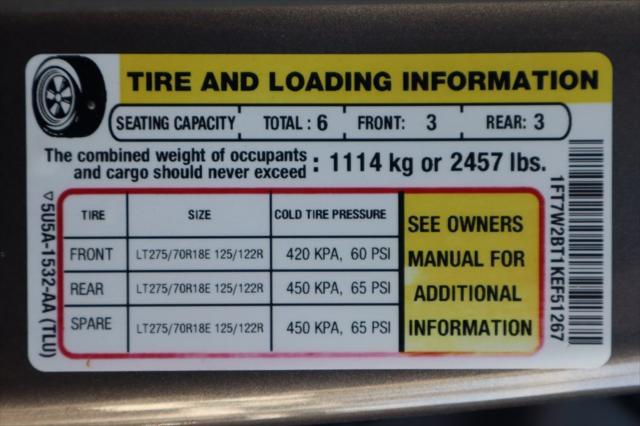 TIRE AND LOADING INFORMATION
SEATING CAPACITY TOTAL : 6 FRONT: 3 REAR: 3
The combined weight of occupants and cargo should never exceed : 1114 kg or 2457 lbs.
TIRE SIZE COLD TIRE PRESSURE
FRONT LT275/70R18E 125/122R 420 KPA, 60 PSI
REAR LT275/70R18E 125/122R 450 KPA, 65 PSI
SPARE LT275/70R18E 125/122R 450 KPA, 65 PSI
SEE OWNERS
MANUAL FOR
ADDITIONAL
INFORMATION
5U5A-1532-AA (TLU)
1FT7W2BT1KEF51267